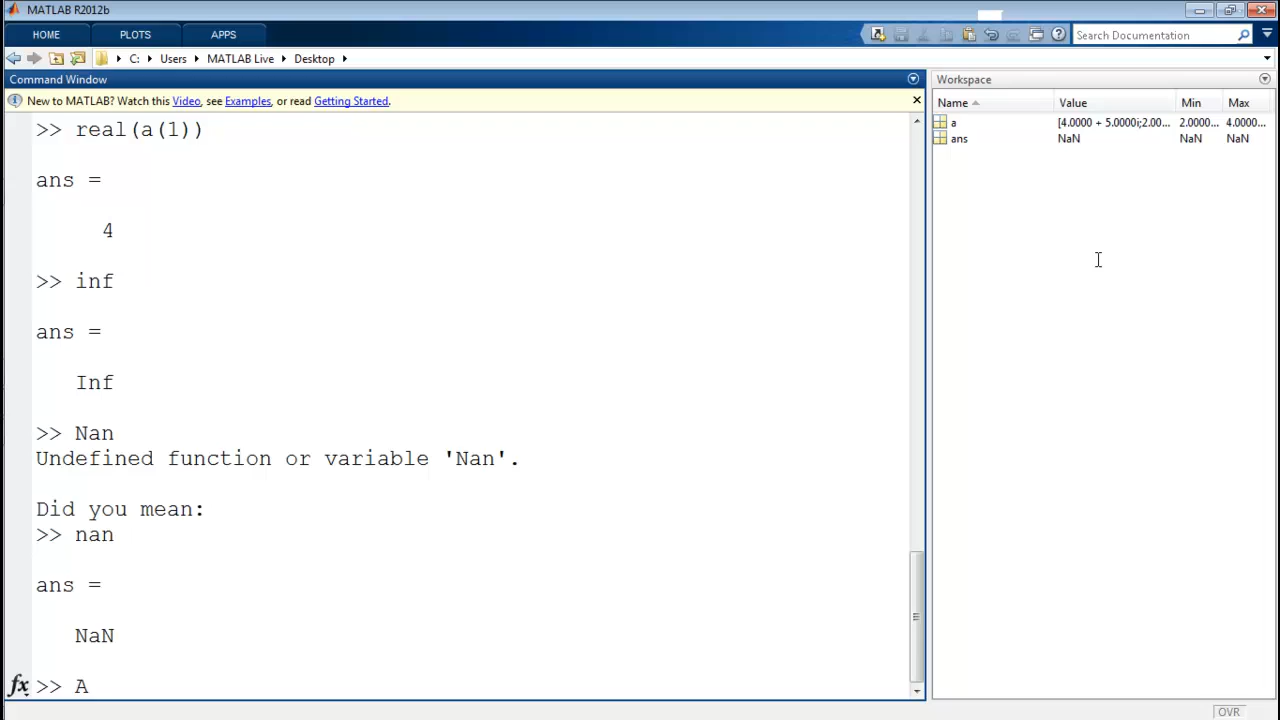 MATLAB R2012b
HOME PLOTS APPS
Search Documentation
C: Users MATLAB Live Desktop
Command Window
New to MATLAB? Watch this Video, see Examples, or read Getting Started.
>> real(a(1))
ans =
4
>> inf
ans =
Inf
>> Nan
Undefined function or variable 'Nan'.
Did you mean:
>> nan
ans =
NaN
fx >> A
Workspace
Name Value Min Max
a [4.0000 + 5.0000i;2.00... 2.0000... 4.0000...
ans NaN NaN NaN
OVR